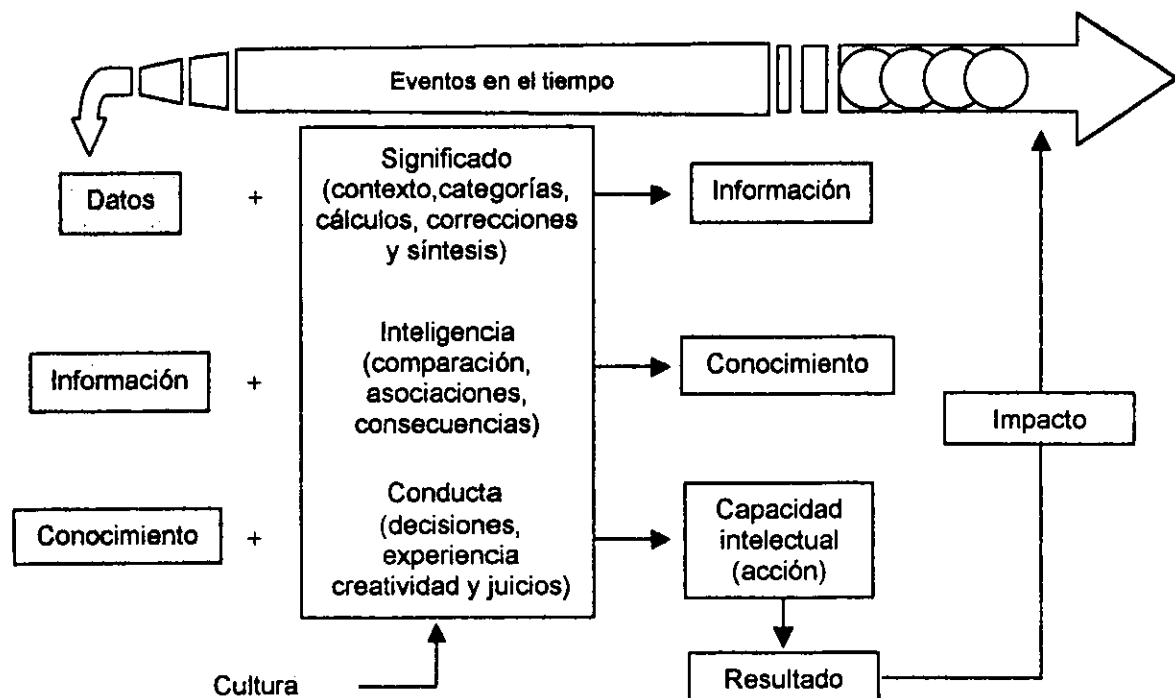 Eventos en el tiempo
Datos
+
Significado
(contexto,categorías,
cálculos, correcciones
y síntesis)
Información
Información
+
Inteligencia
(comparación,
asociaciones,
consecuencias)
Conocimiento
Impacto
Conocimiento
+
Conducta
(decisiones,
experiencia
creatividad y juicios)
Capacidad
intelectual
(acción)
Cultura
Resultado